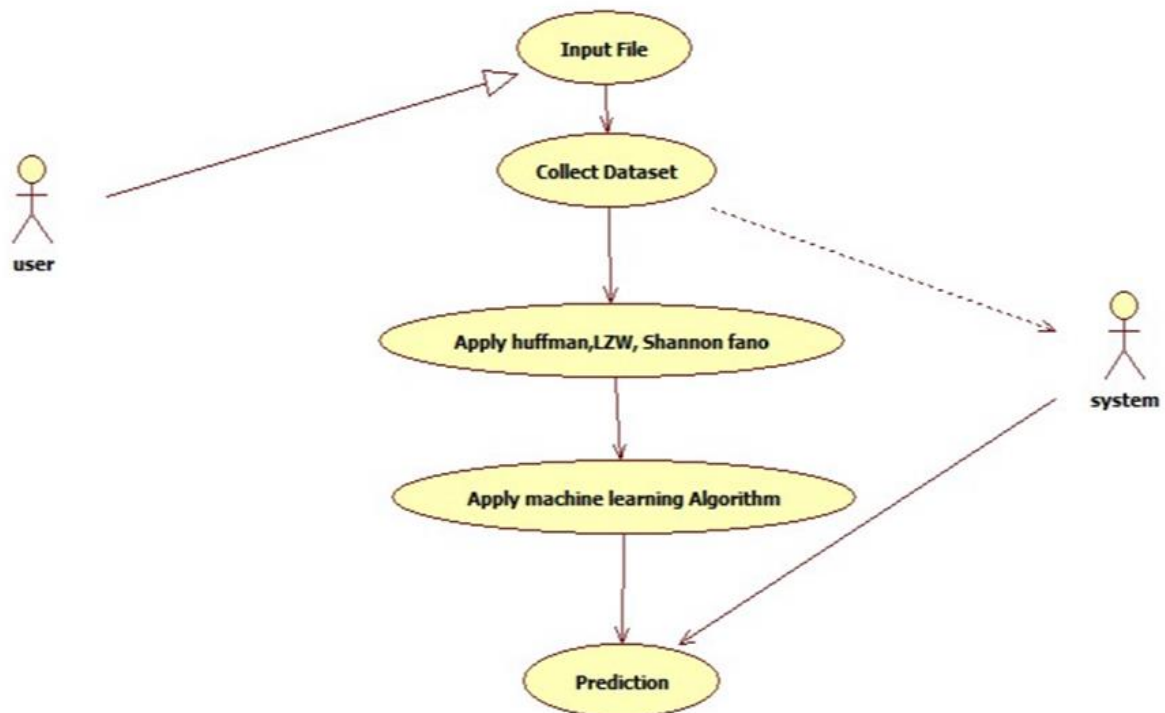 Input File
Collect Dataset
user
Apply huffman,LZW, Shannon fano
system
Apply machine learning Algorithm
Prediction